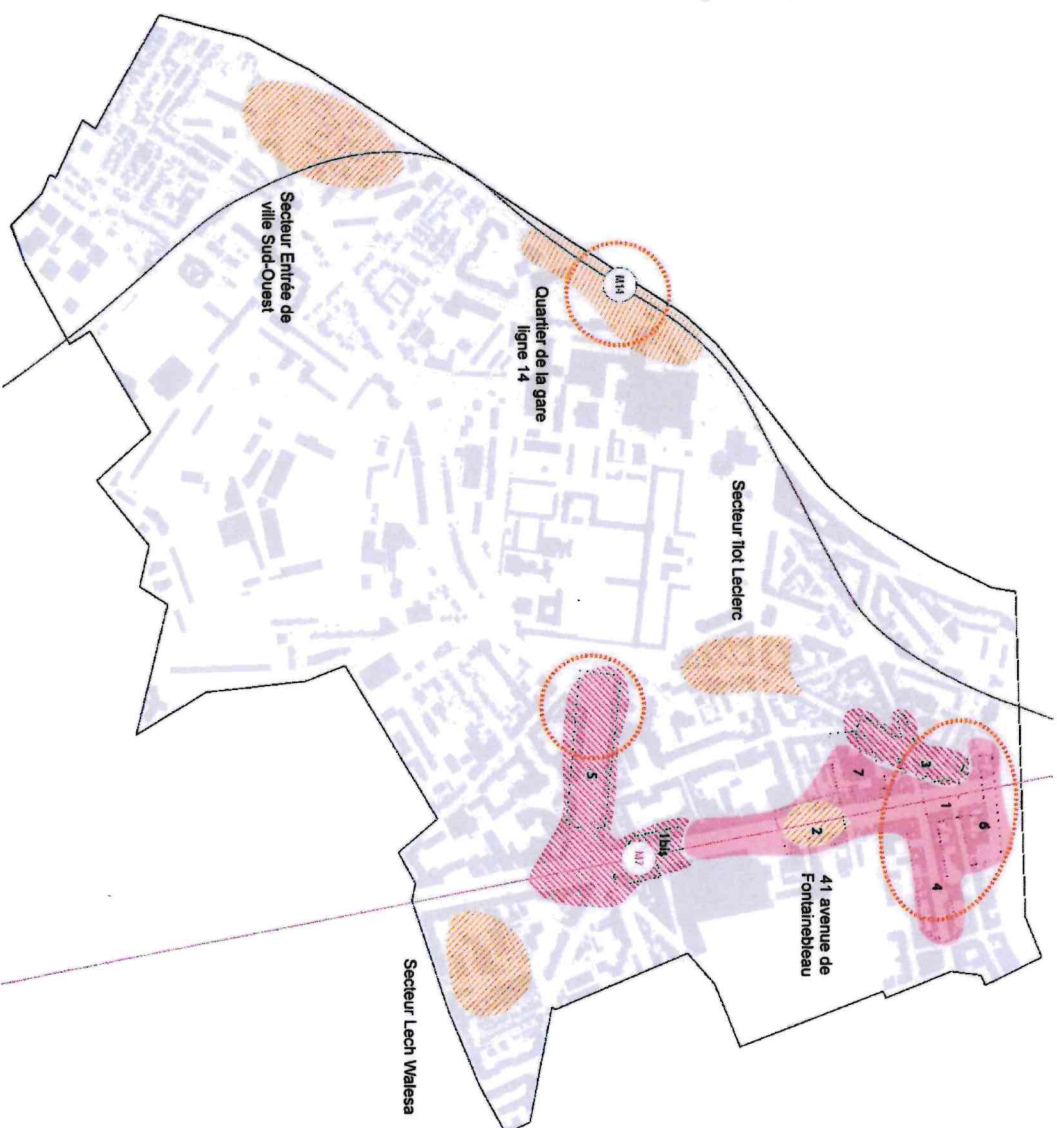 Secteur Entrée de
ville Sud-Ouest
M14
Quartier de la gare
ligne 14
Secteur îlot Leclerc
3
1
6
7
4
2
5
1bis
M7
41 avenue de
Fontainebleau
Secteur Lech Walesa